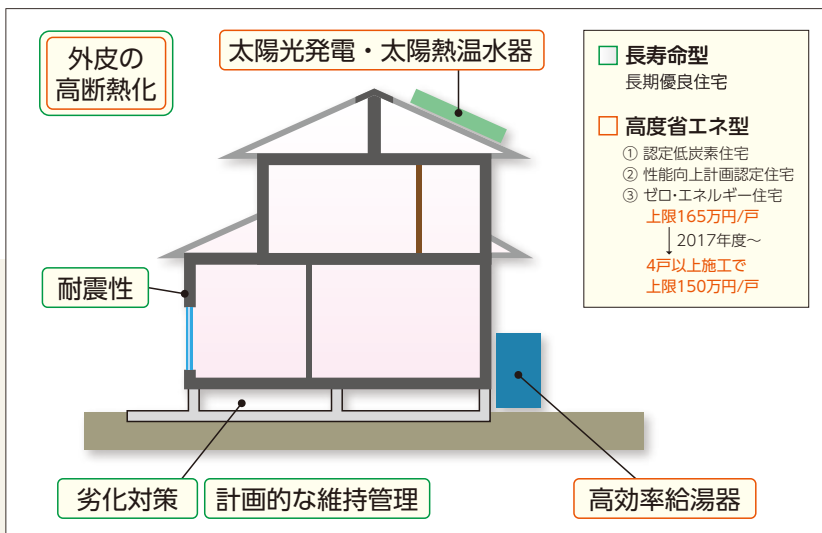 外皮の
高断熱化
太陽光発電・太陽熱温水器
長寿命型
長期優良住宅
高度省エネ型
① 認定低炭素住宅
② 性能向上計画認定住宅
③ ゼロ・エネルギー住宅
上限165万円/戸
2017年度～
4戸以上施工で
上限150万円/戸
耐震性
劣化対策
計画的な維持管理
高効率給湯器